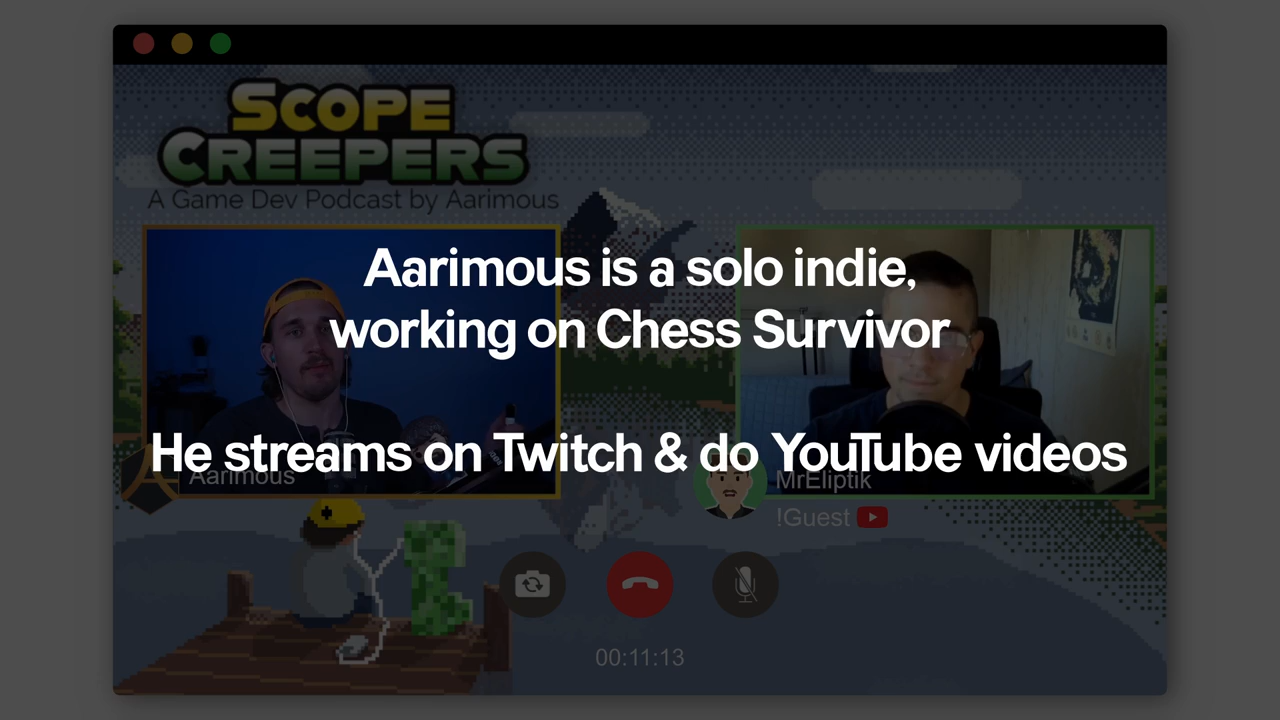 SCOPE
CREEPERS
A Game Dev Podcast by Aarimous
Aarimous is a solo indie,
working on Chess Survivor
He streams on Twitch & do YouTube videos
Aarimous
MrEliptik
!Guest
00:11:13